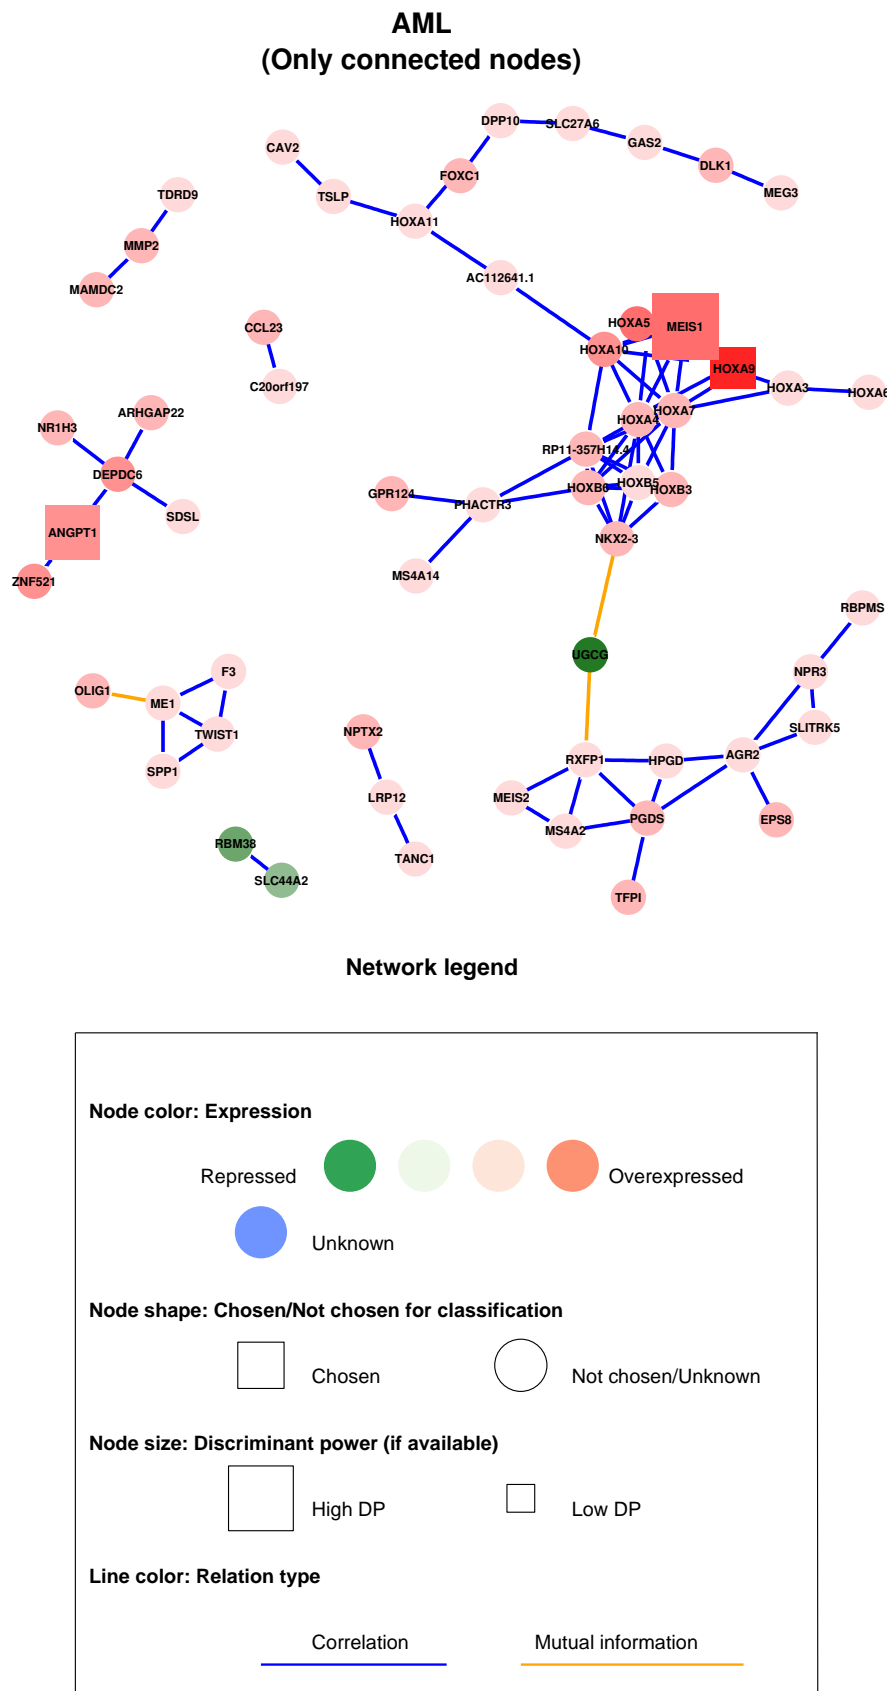 AML
(Only connected nodes)
DPP10
SLC27A6
GAS2
CAV2
FOXC1
DLK1
MEG3
TDRD9
TSLP
HOXA11
MMP2
AC112641.1
MAMDC2
CCL23
HOXA5
MEIS1
HOXA10
HOXA9
C20orf197
HOXA3
HOXA6
ARHGAP22
HOXA7
HOXA4
NR1H3
RP11-357H14.4
DEPDC6
HOXB5
HOXB6
HOXB3
GPR124
PHACTR3
SDSL
ANGPT1
NKX2-3
ZNF521
MS4A14
RBPMS
UGCG
F3
NPR3
OLIG1
ME1
SLITRK5
TWIST1
NPTX2
AGR2
RXFP1
HPGD
SPP1
LRP12
MEIS2
PGDS
EPS8
MS4A2
RBM38
TANC1
SLC44A2
TFPI
Network legend
Node color: Expression
Repressed
Overexpressed
Unknown
Node shape: Chosen/Not chosen for classification
Chosen
Not chosen/Unknown
Node size: Discriminant power (if available)
High DP
Low DP
Line color: Relation type
Correlation
Mutual information